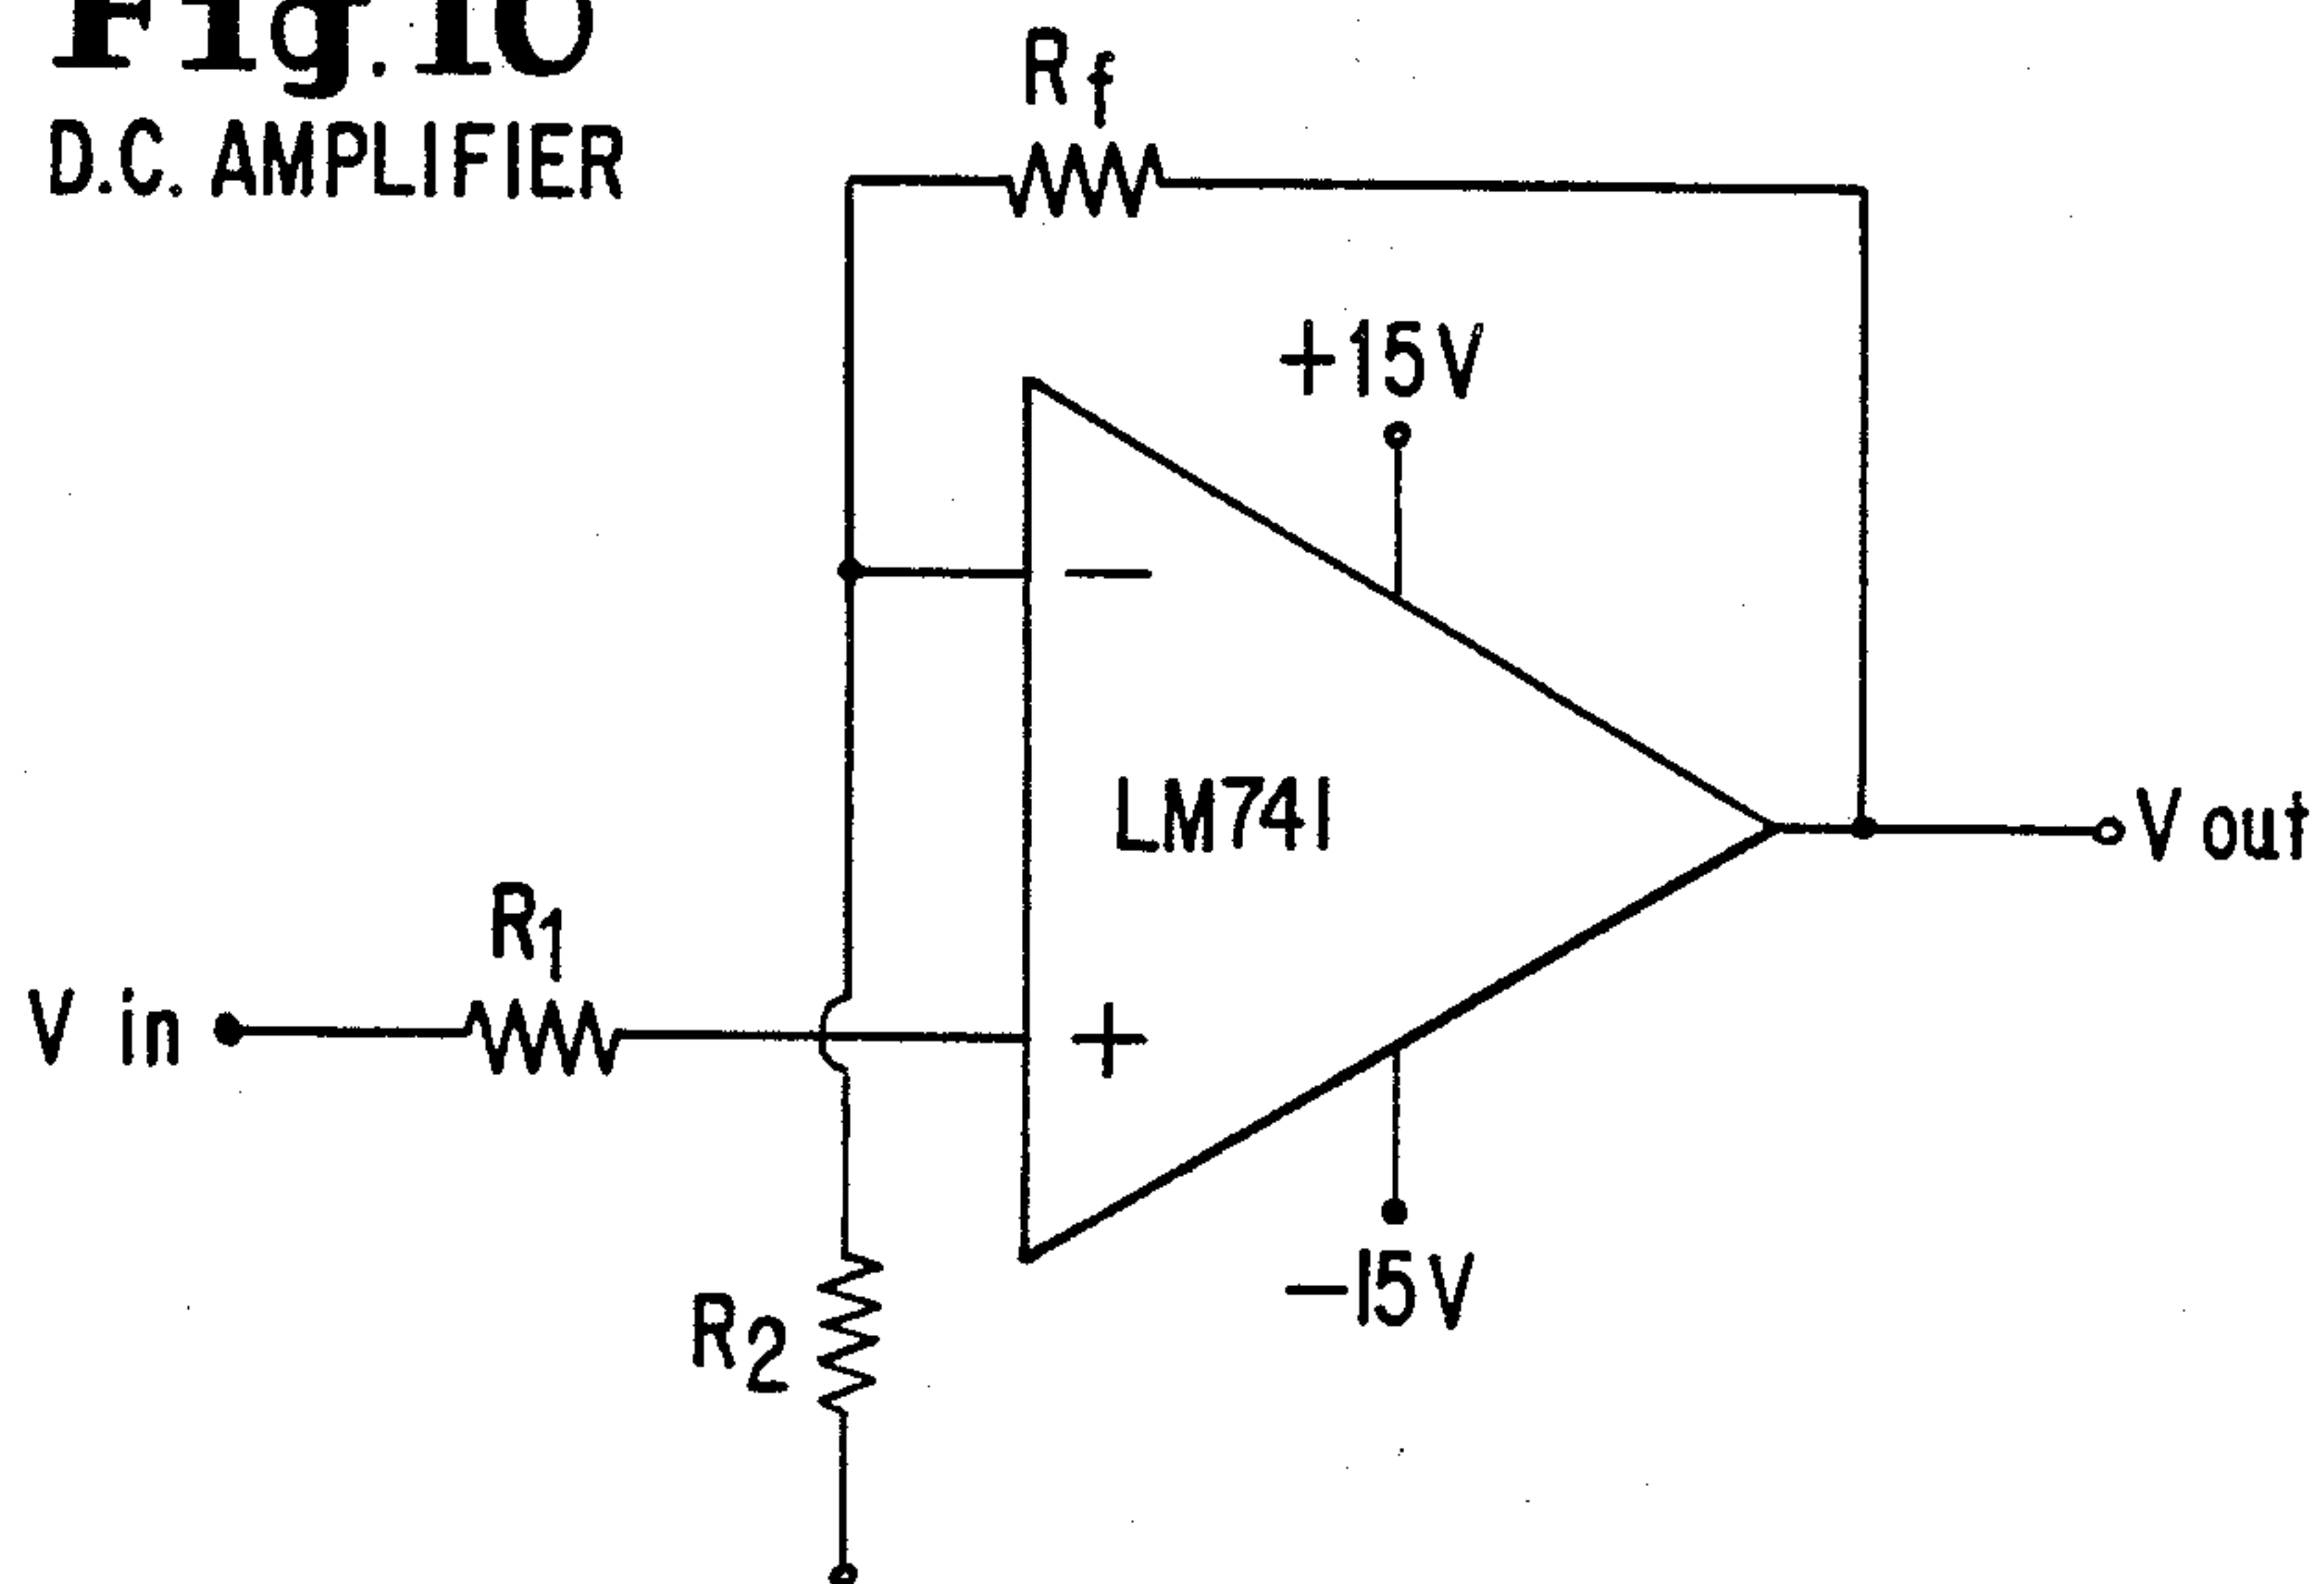 Fig.10
D.C. AMPLIFIER
Rf
+15V
−
LM741
V out
R1
V in
+
R2
−15V